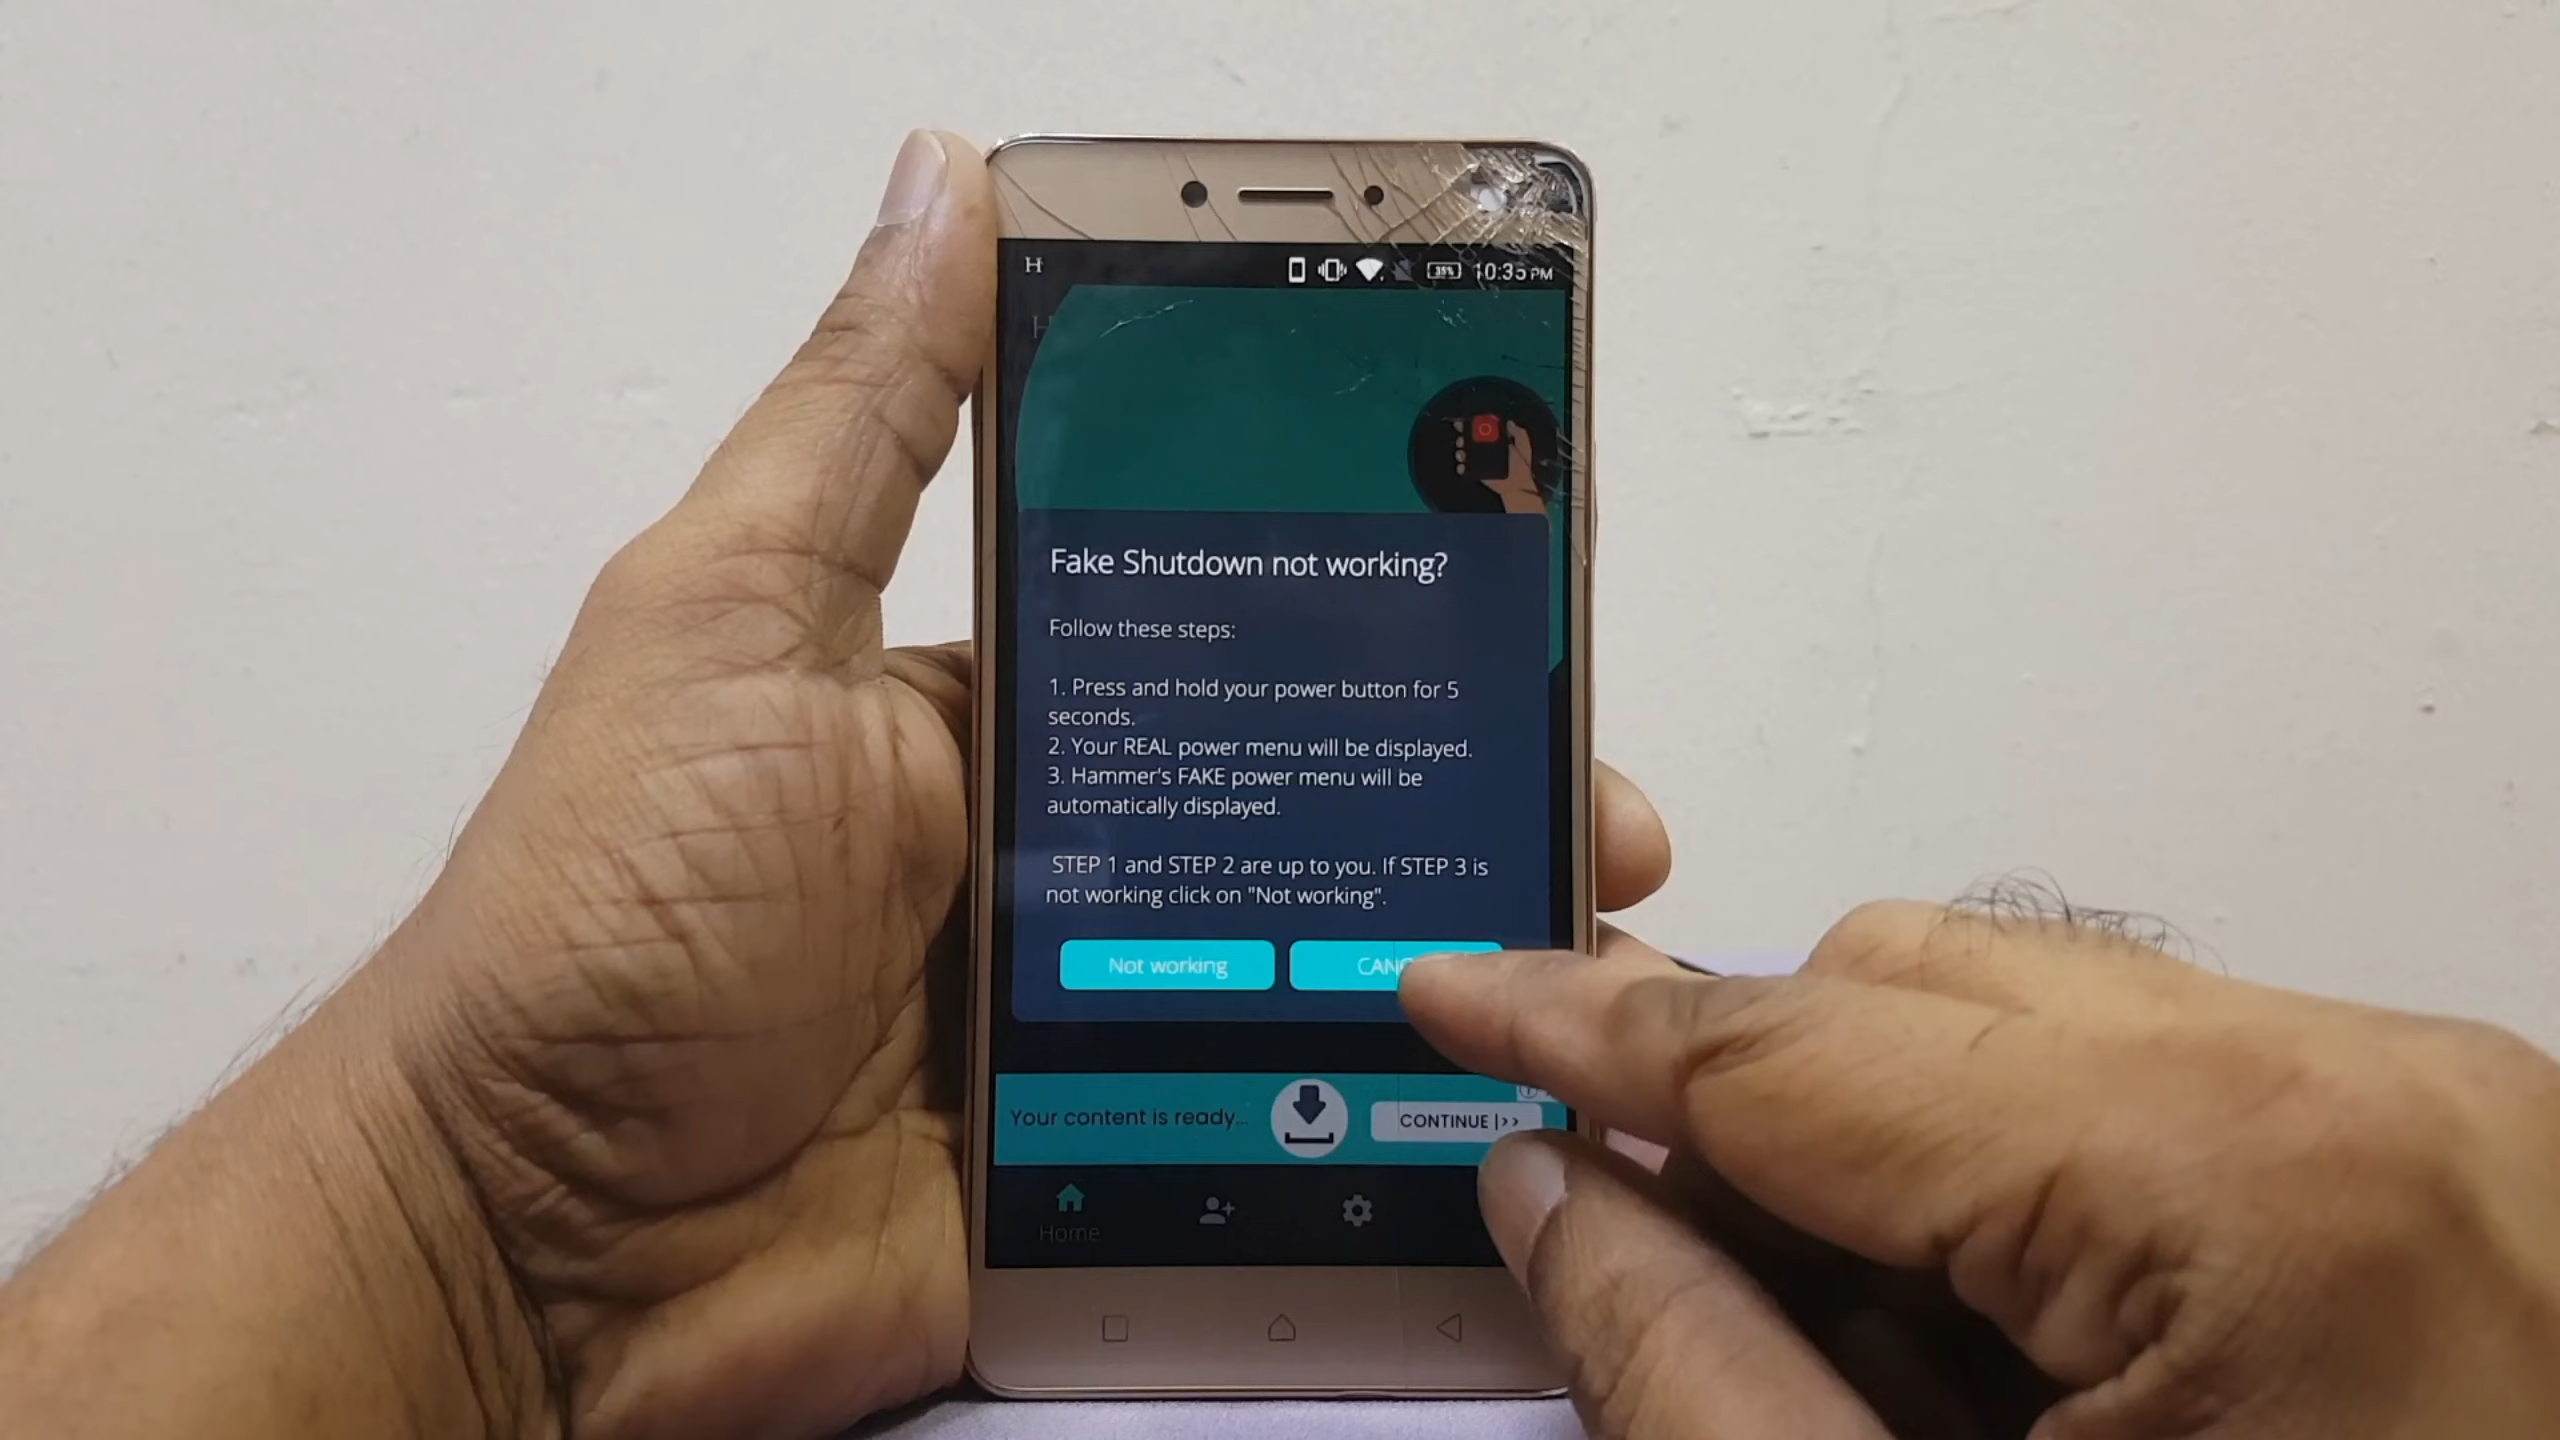 H
35% 10:35 PM
H
Fake Shutdown not working?
Follow these steps:
1. Press and hold your power button for 5
seconds.
2. Your REAL power menu will be displayed.
3. Hammer's FAKE power menu will be
automatically displayed.
STEP 1 and STEP 2 are up to you. If STEP 3 is
not working click on "Not working".
Not working
Your content is ready...
CONTINUE |>>
Home